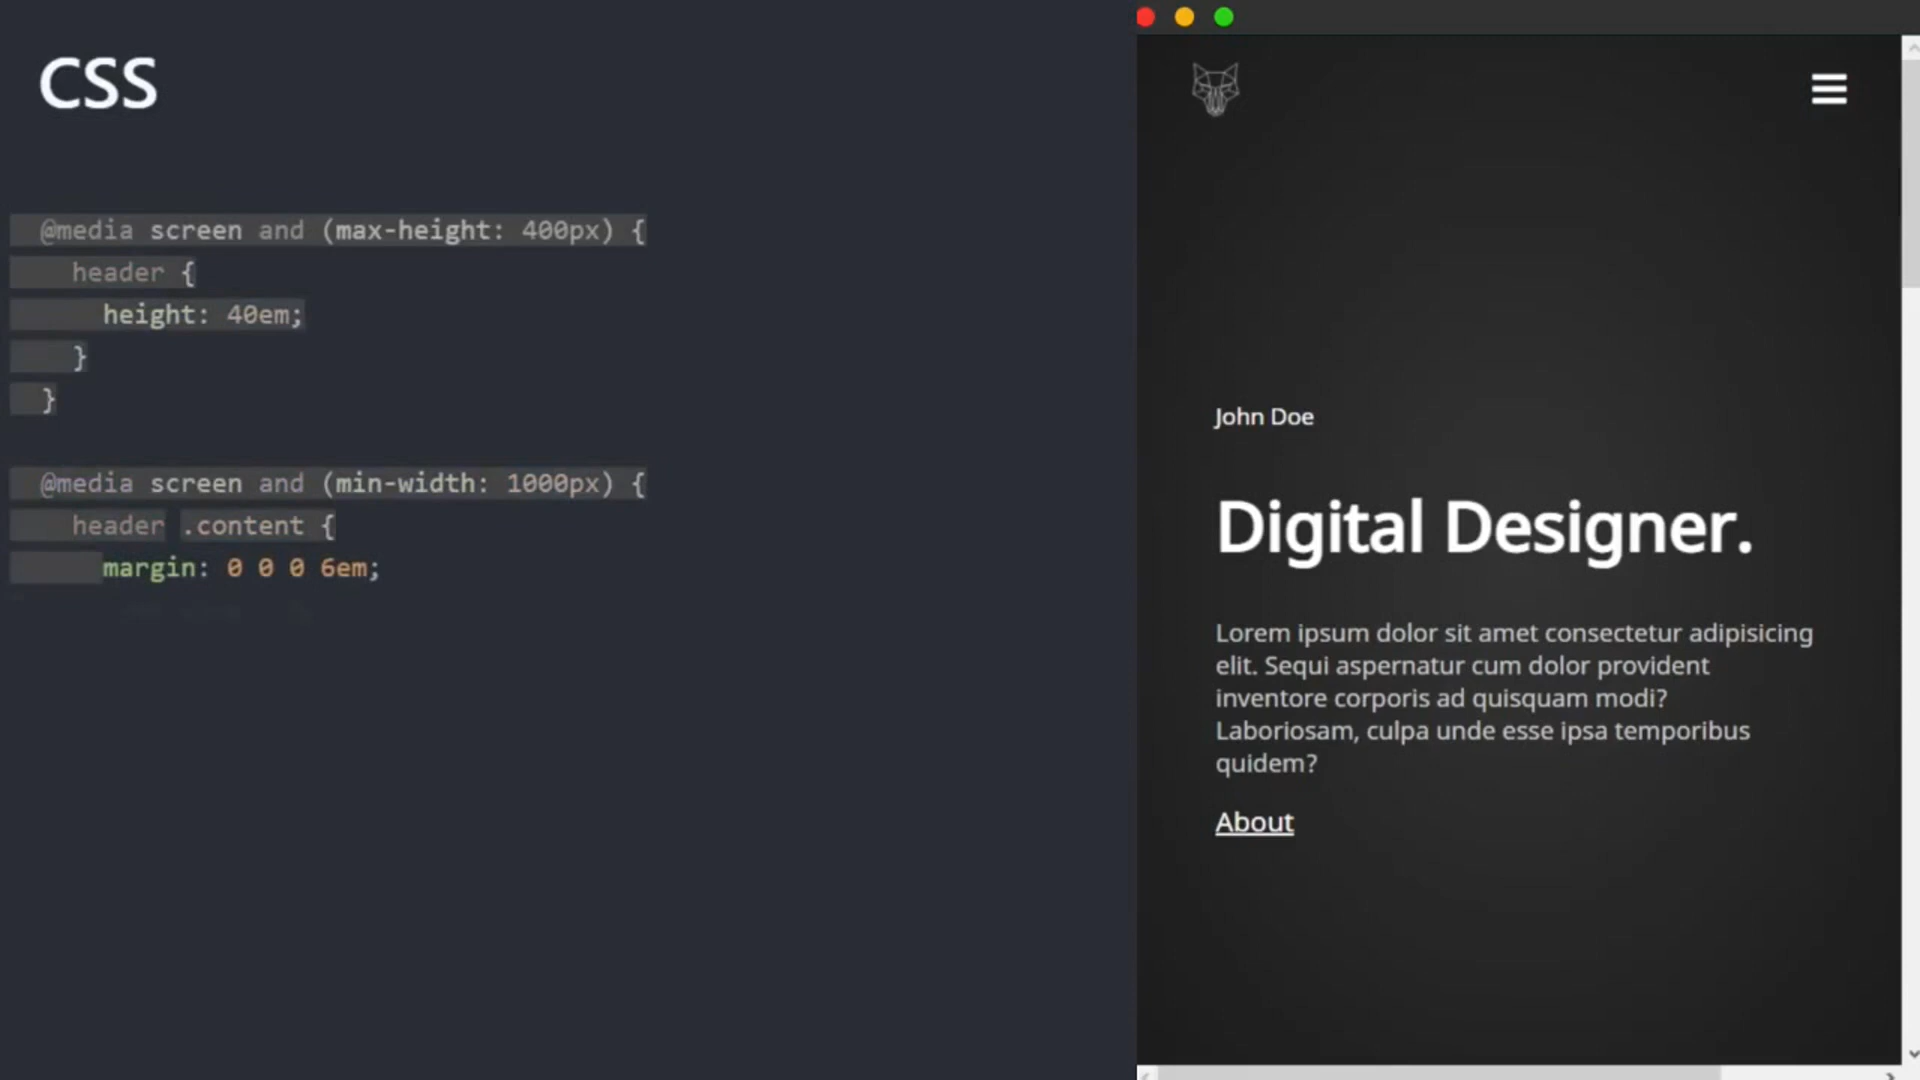 CSS
@media screen and (max-height: 400px) {
header {
height: 40em;
}
}
@media screen and (min-width: 1000px) {
header .content {
margin: 0 0 0 6em;
John Doe
Digital Designer.
Lorem ipsum dolor sit amet consectetur adipisicing
elit. Sequi aspernatur cum dolor provident
inventore corporis ad quisquam modi?
Laboriosam, culpa unde esse ipsa temporibus
quidem?
About